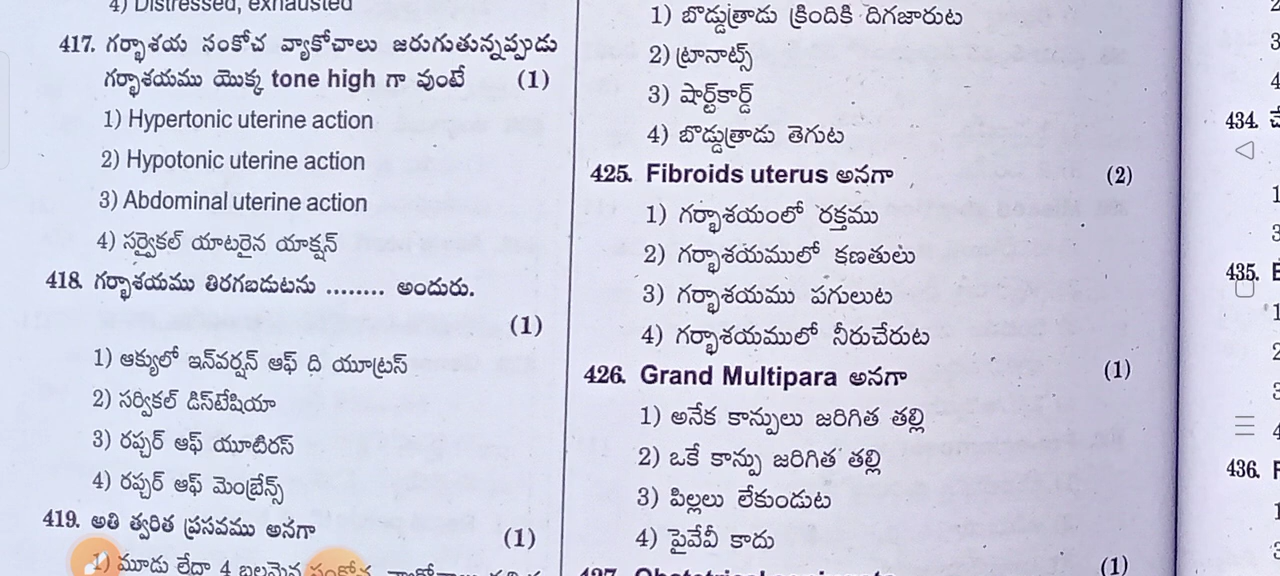 4) Distressed, exhausted
417. గర్భాశయ సంకోచ వ్యాకోచాలు జరుగుతున్నప్పుడు
గర్భాశయము యొక్క tone high గా వుంటే (1)
1) Hypertonic uterine action
2) Hypotonic uterine action
3) Abdominal uterine action
4) సర్వైకల్ యాటరైన యాక్షన్
418. గర్భాశయము తిరగబడుటను ........ అందురు.
(1)
1) ఆక్యులో ఇన్‌వర్షన్ ఆఫ్ ది యూట్రస్
2) సర్వికల్ డిస్‌టేషియా
3) రప్చర్ ఆఫ్ యూటిరస్
4) రప్చర్ ఆఫ్ మెంబ్రేన్స్
419. అతి త్వరిత ప్రసవము అనగా (1)
1) మూడు లేదా 4 బలమైన సంకోచ
1) బొడ్డుత్రాడు క్రిందికి దిగజారుట
2) ట్రానాట్స్
3) షార్ట్‌కార్డ్
4) బొడ్డుత్రాడు తెగుట
425. Fibroids uterus అనగా (2)
1) గర్భాశయంలో రక్తము
2) గర్భాశయములో కణతులు
3) గర్భాశయము పగులుట
4) గర్భాశయములో నీరుచేరుట
426. Grand Multipara అనగా (1)
1) అనేక కాన్పులు జరిగిత తల్లి
2) ఒకే కాన్పు జరిగిత తల్లి
3) పిల్లలు లేకుండుట
4) పైవేవీ కాదు
(1)
434.
435.
436.